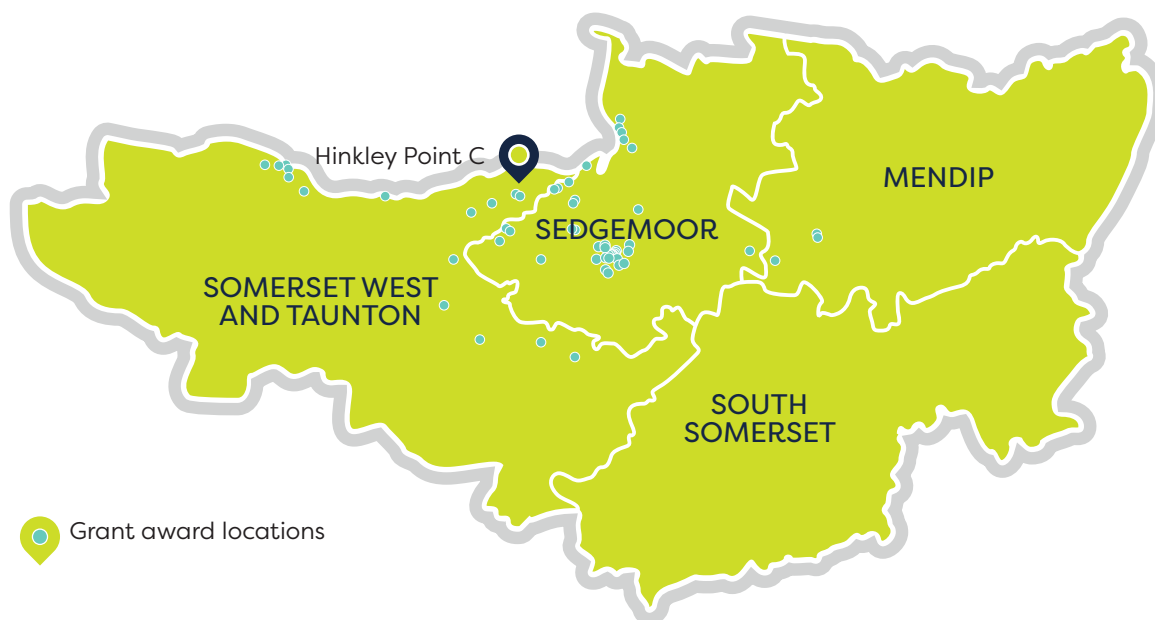 Hinkley Point C
MENDIP
SEDGEMOOR
SOMERSET WEST
AND TAUNTON
SOUTH
SOMERSET
Grant award locations